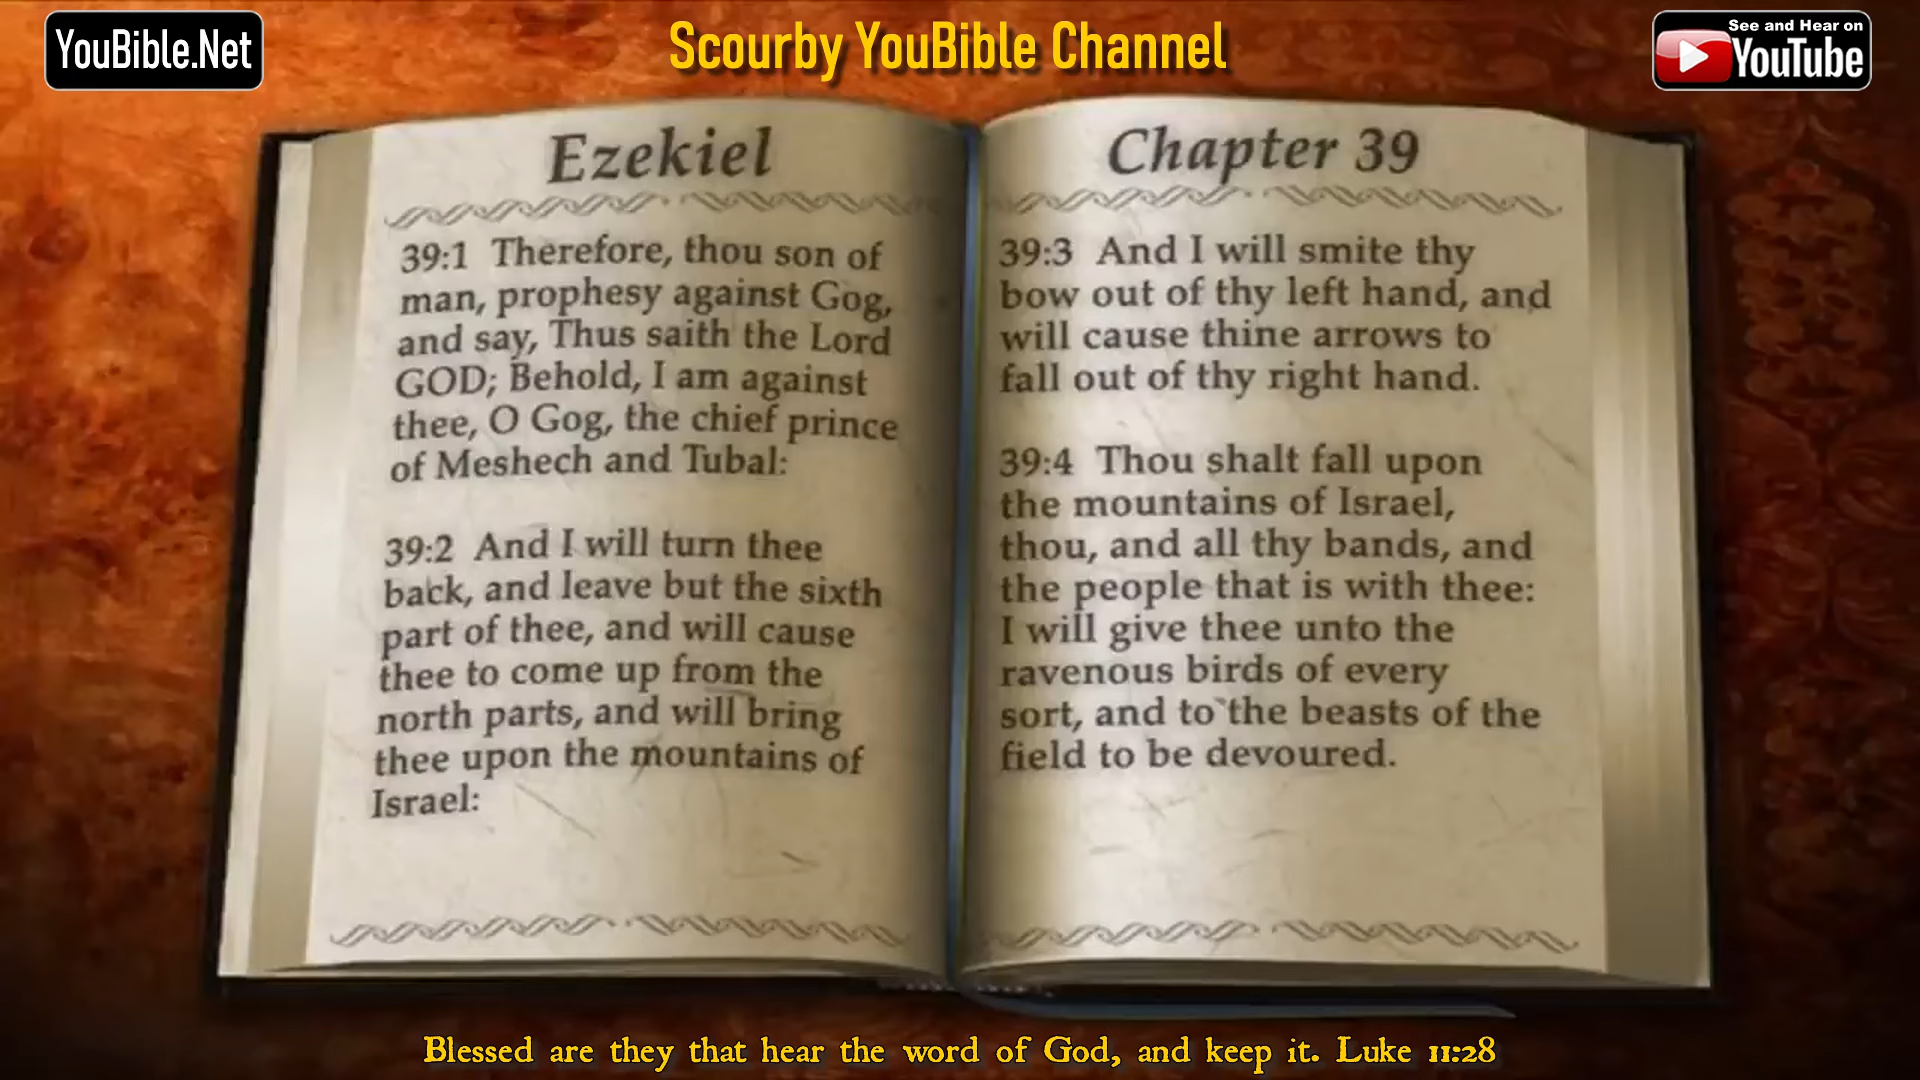 YouBible.Net
Scourby YouBible Channel
See and Hear on
YouTube
Ezekiel
39:1 Therefore, thou son of
man, prophesy against Gog,
and say, Thus saith the Lord
GOD; Behold, I am against
thee, O Gog, the chief prince
of Meshech and Tubal:
39:2 And I will turn thee
back, and leave but the sixth
part of thee, and will cause
thee to come up from the
north parts, and will bring
thee upon the mountains of
Israel:
Chapter 39
39:3 And I will smite thy
bow out of thy left hand, and
will cause thine arrows to
fall out of thy right hand.
39:4 Thou shalt fall upon
the mountains of Israel,
thou, and all thy bands, and
the people that is with thee:
I will give thee unto the
ravenous birds of every
sort, and to the beasts of the
field to be devoured.
Blessed are they that hear the word of God, and keep it. Luke 11:28